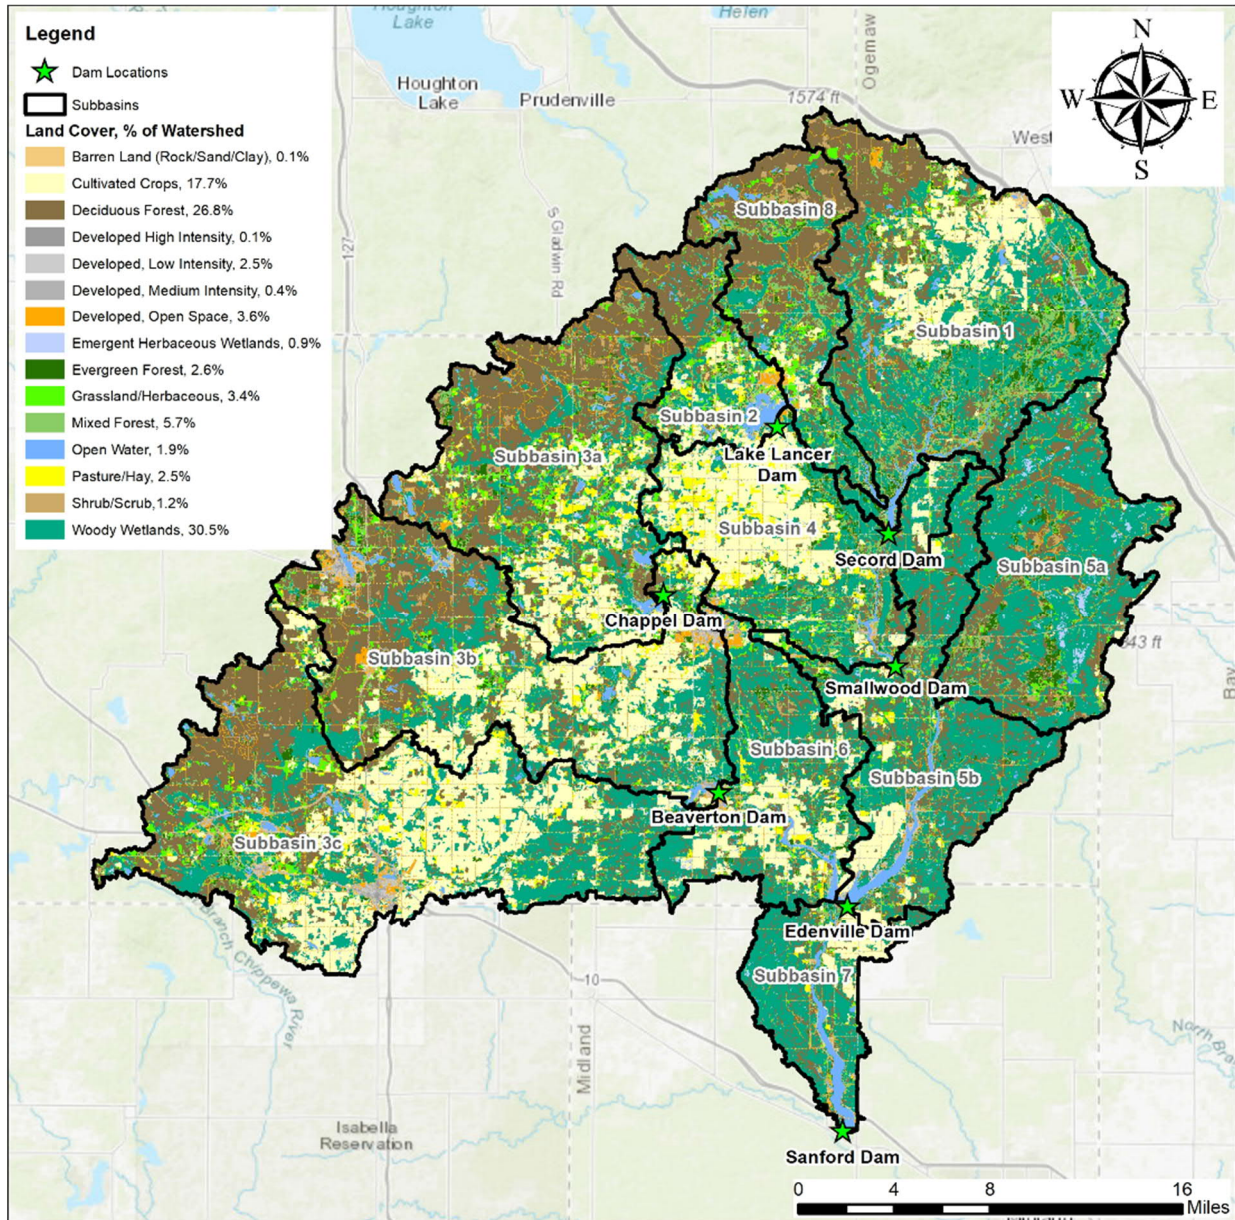 Legend
Dam Locations
Subbasins
Land Cover, % of Watershed
Barren Land (Rock/Sand/Clay), 0.1%
Cultivated Crops, 17.7%
Deciduous Forest, 26.8%
Developed High Intensity, 0.1%
Developed, Low Intensity, 2.5%
Developed, Medium Intensity, 0.4%
Developed, Open Space, 3.6%
Emergent Herbaceous Wetlands, 0.9%
Evergreen Forest, 2.6%
Grassland/Herbaceous, 3.4%
Mixed Forest, 5.7%
Open Water, 1.9%
Pasture/Hay, 2.5%
Shrub/Scrub,1.2%
Woody Wetlands, 30.5%
Houghton
Lake
Helen
Houghton
Lake
Prudenville
1574 ft
Ogemaw
West
N
W
E
S
127
S Gladwin Rd
Subbasin 8
Subbasin 1
Subbasin 2
Lake Lancer
Dam
Subbasin 3a
Subbasin 4
Secord Dam
Subbasin 5a
Chappel Dam
843 ft
Bay
Subbasin 3b
Smallwood Dam
Subbasin 6
Subbasin 5b
Beaverton Dam
Subbasin 3c
Edenville Dam
Branch Chippewa River
Subbasin 7
10
Midland
North Bra
Isabella
Reservation
Sanford Dam
0
4
8
16
Miles